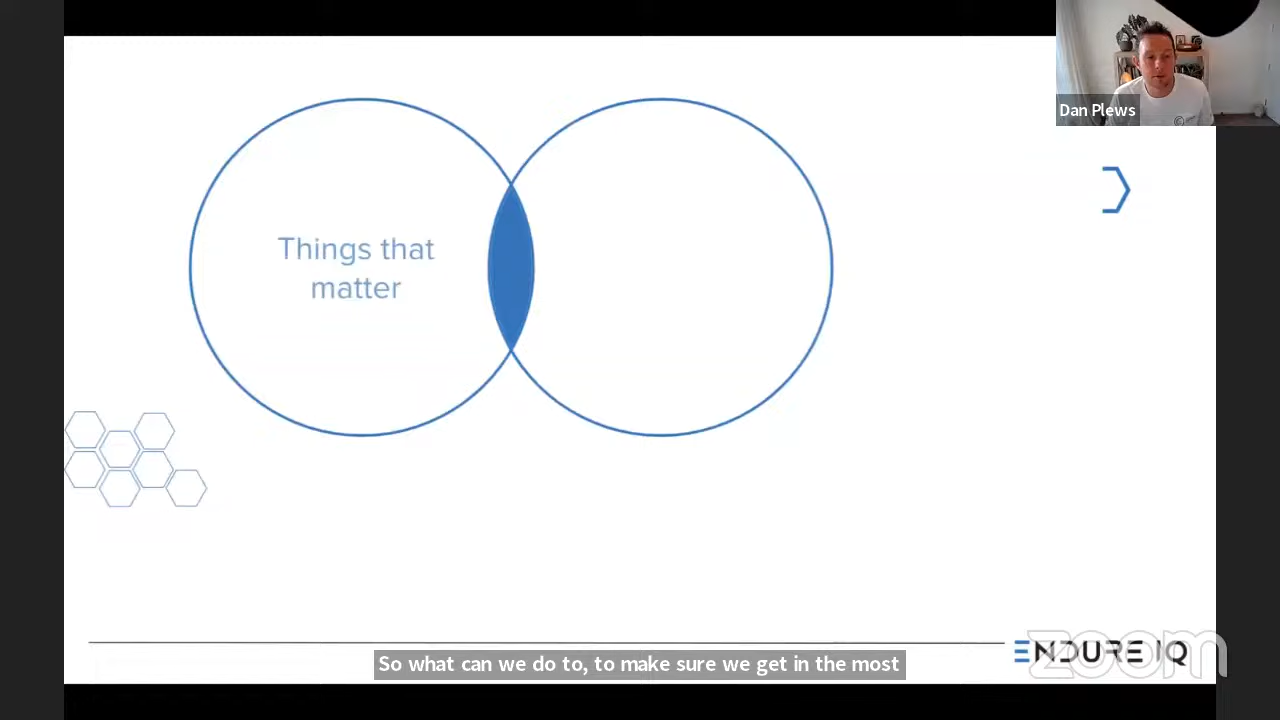 Dan Plews
Things that
matter
ENDURE IQ
zoom
So what can we do to, to make sure we get in the most